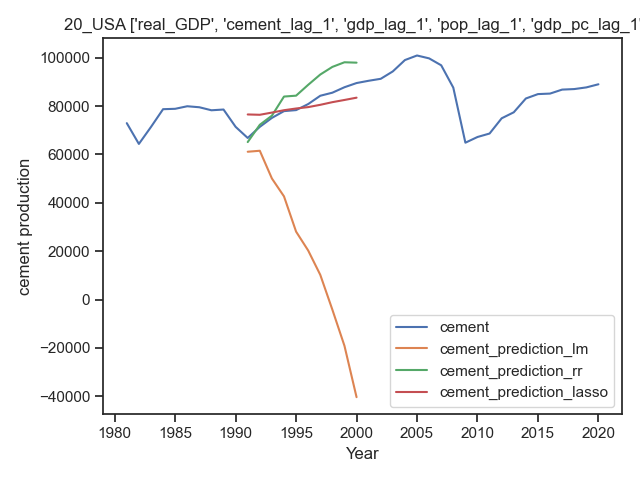 20_USA ['real_GDP', 'cement_lag_1', 'gdp_lag_1', 'pop_lag_1', 'gdp_pc_lag_1'
100000
80000
60000
40000
20000
0
−20000
−40000
cement production
1980 1985 1990 1995 2000 2005 2010 2015 2020
Year
cement
cement_prediction_lm
cement_prediction_rr
cement_prediction_lasso